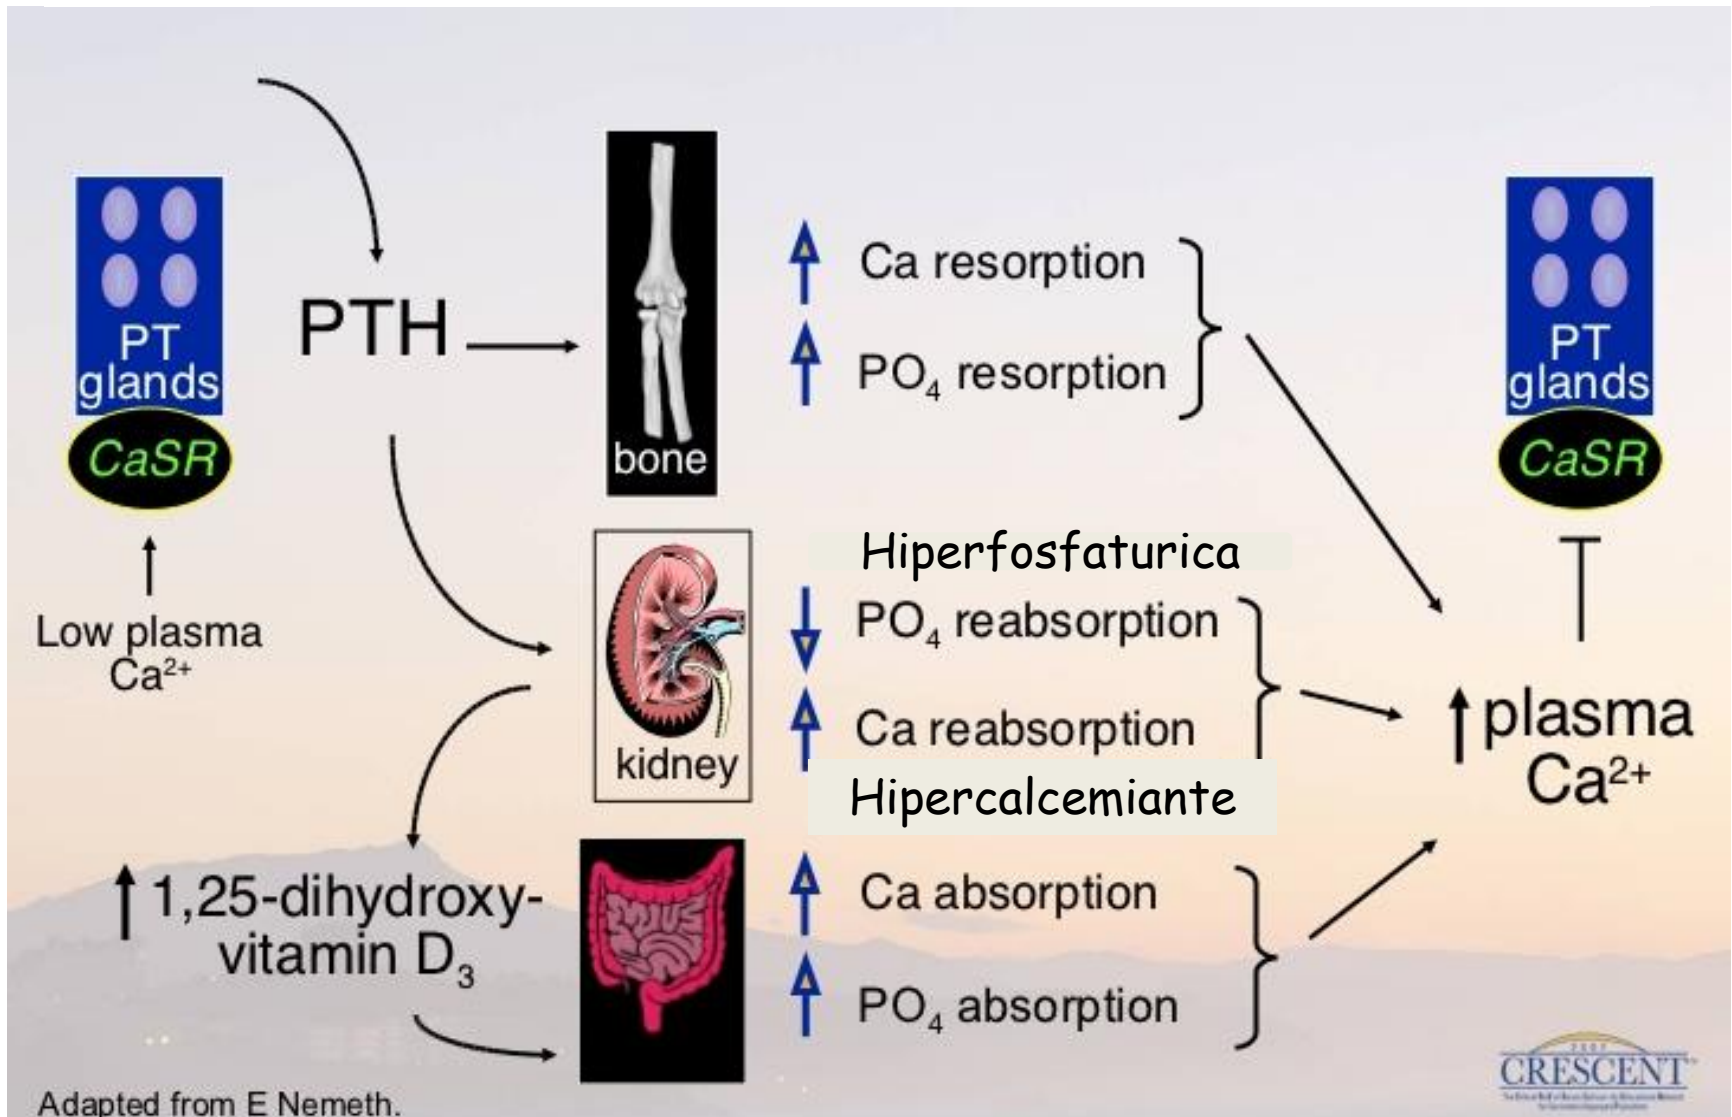 PT
glands
CaSR
Low plasma
Ca²⁺
PTH
bone
Ca resorption
PO₄ resorption
kidney
Hiperfosfaturica
PO₄ reabsorption
Ca reabsorption
Hipercalcemiante
1,25-dihydroxy-
vitamin D₃
Ca absorption
PO₄ absorption
plasma
Ca²⁺
PT
glands
CaSR
Adapted from E Nemeth.
2007
CRESCENT